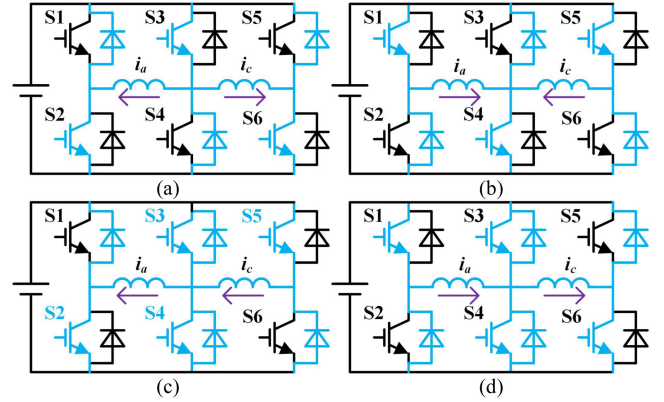 S1 S3 S5 S1 S3 S5
ia ic ia ic
S2 S4 S6 S2 S4 S6
(a) (b)
S1 S3 S5 S1 S3 S5
ia ic ia ic
S2 S4 S6 S2 S4 S6
(c) (d)